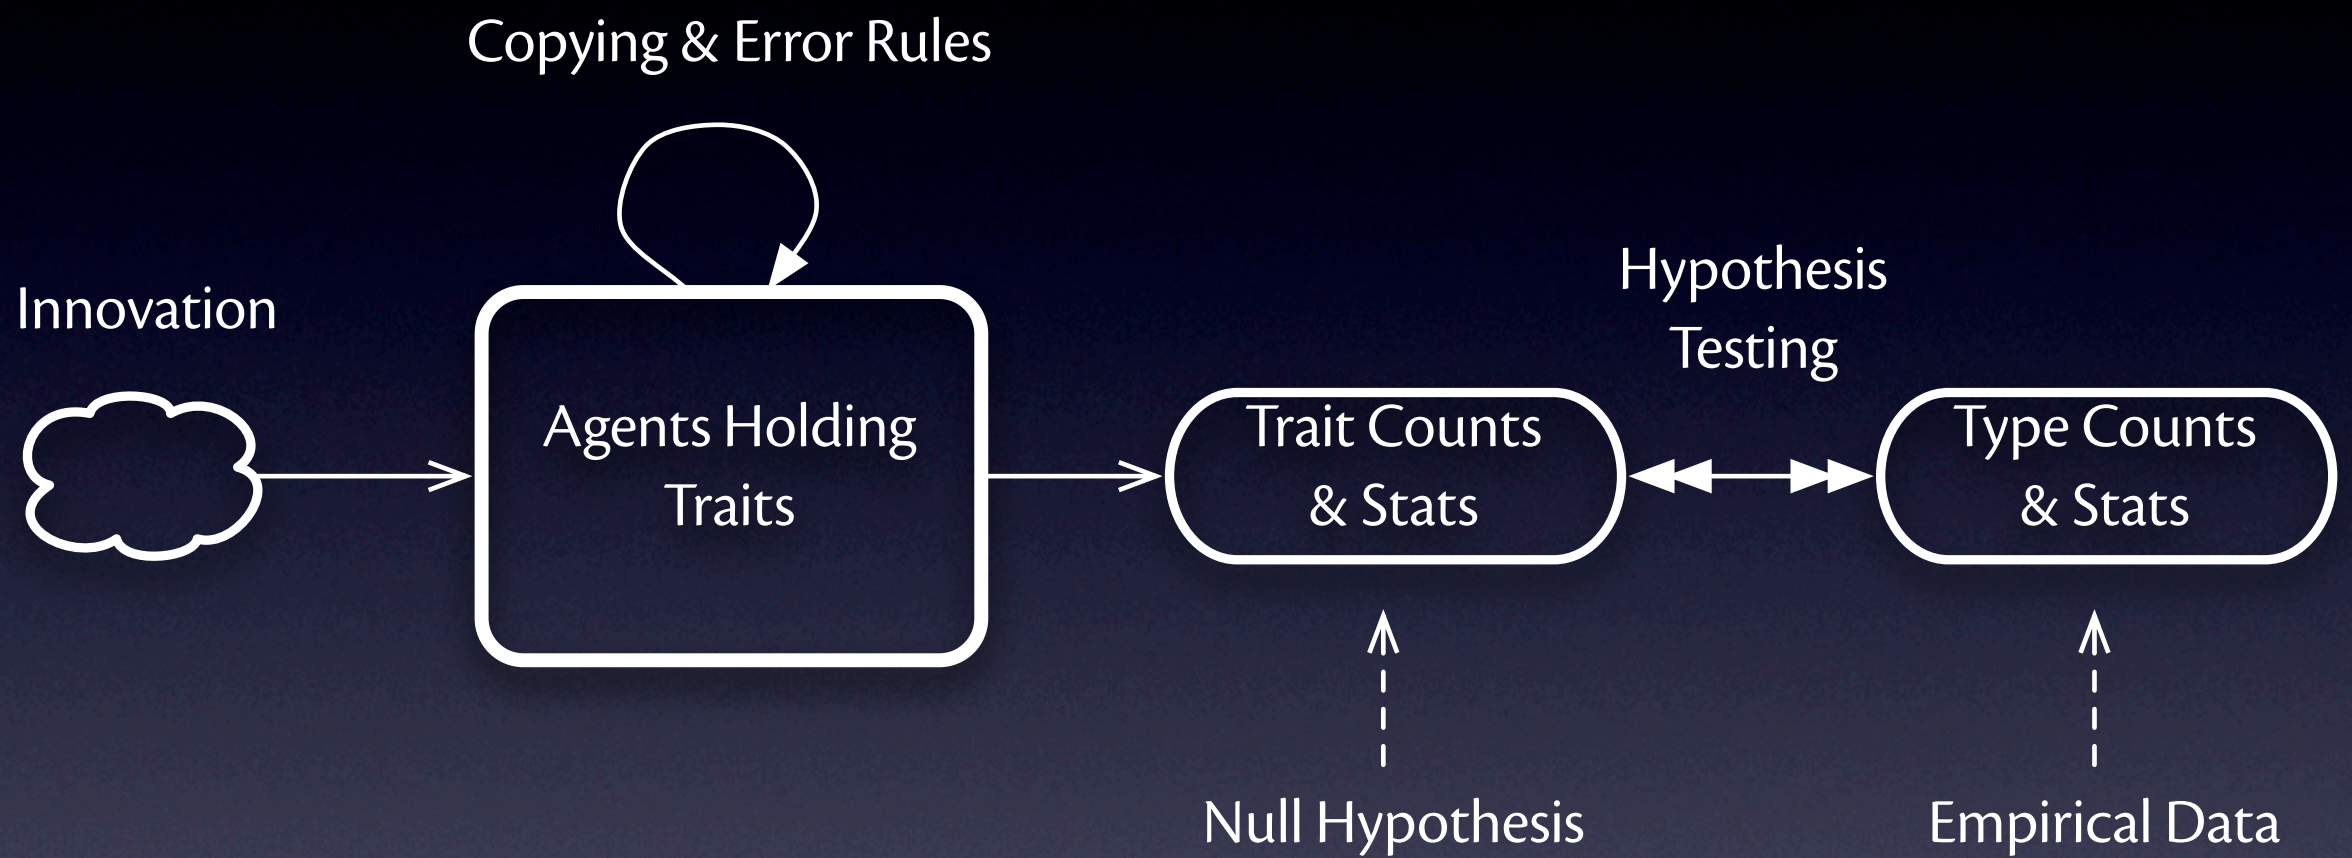 Copying & Error Rules
Innovation
Agents Holding
Traits
Trait Counts
& Stats
Hypothesis
Testing
Type Counts
& Stats
Null Hypothesis
Empirical Data